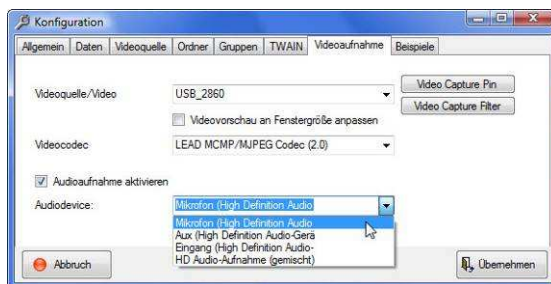 Konfiguration
Allgemein Daten Videoquelle Ordner Gruppen TWAIN Videoaufnahme Beispiele
Videoquelle/Video USB_2860 Video Capture Pin
Videovorschau an Fenstergröße anpassen Video Capture Filter
Videocodec LEAD MCMP/MJPEG Codec (2.0)
Audioaufnahme aktivieren
Audiodevice: Mikrofon (High Definition Audio
Mikrofon (High Definition Audio
Aux (High Definition Audio-Gerä
Eingang (High Definition Audio-
HD Audio-Aufnahme (gemischt)
Abbruch Übernehmen